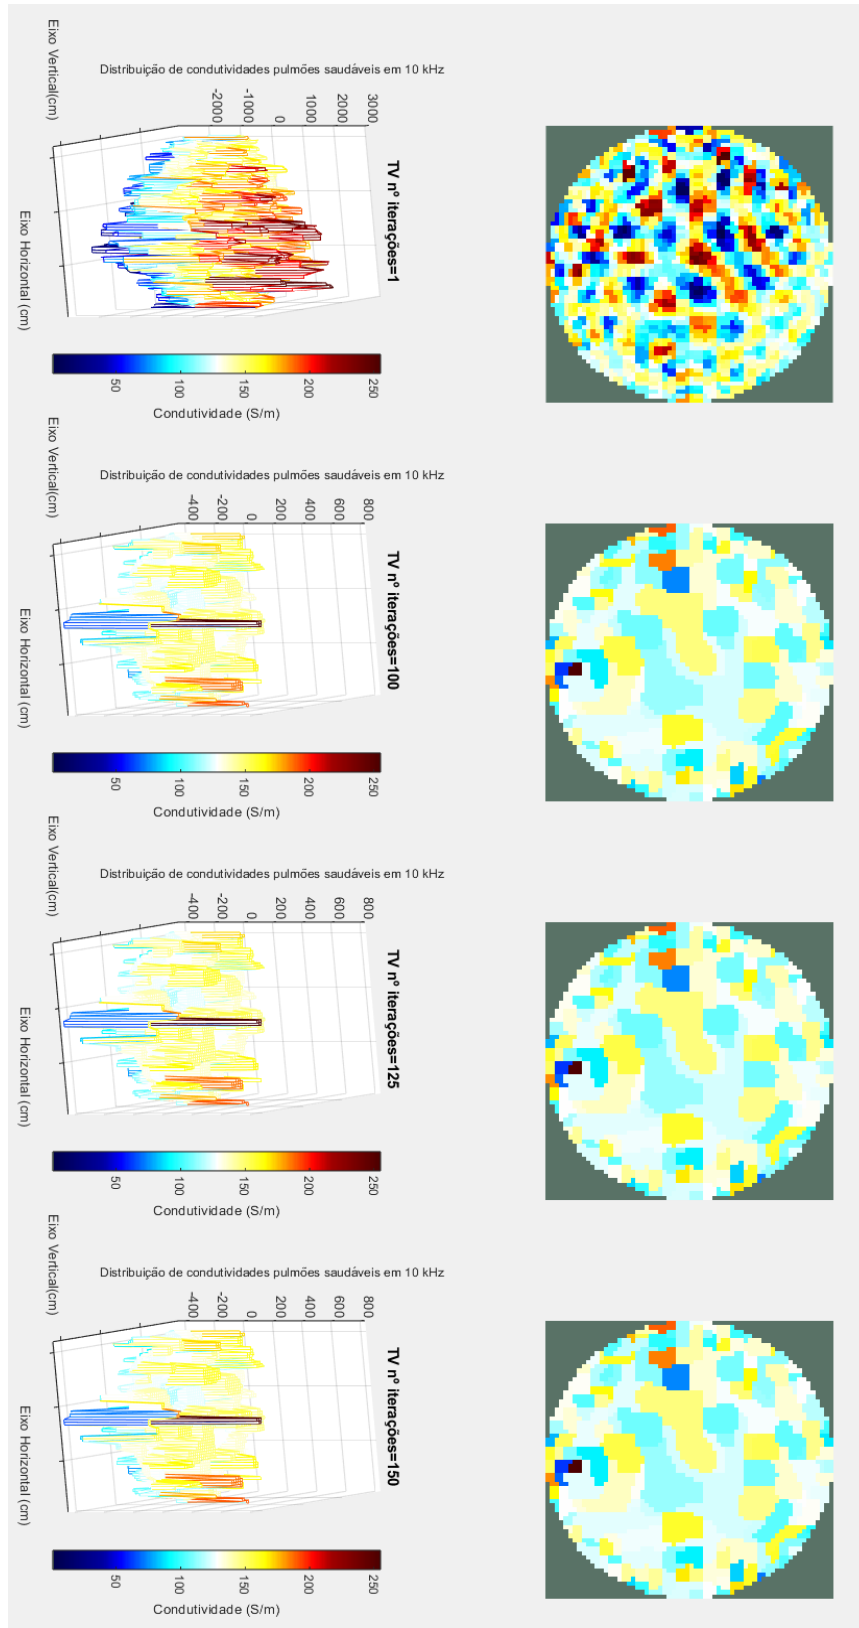 TV nº iterações=1
Distribuição de condutividades pulmões saudáveis em 10 kHz
3000
2000
1000
0
-1000
-2000
Eixo Vertical(cm)
Eixo Horizontal (cm)
50
100
150
200
250
Condutividade (S/m)
TV nº iterações=100
Distribuição de condutividades pulmões saudáveis em 10 kHz
800
600
400
200
0
-200
-400
Eixo Vertical(cm)
Eixo Horizontal (cm)
50
100
150
200
250
Condutividade (S/m)
TV nº iterações=125
Distribuição de condutividades pulmões saudáveis em 10 kHz
800
600
400
200
0
-200
-400
Eixo Vertical(cm)
Eixo Horizontal (cm)
50
100
150
200
250
Condutividade (S/m)
TV nº iterações=150
Distribuição de condutividades pulmões saudáveis em 10 kHz
800
600
400
200
0
-200
-400
Eixo Vertical(cm)
Eixo Horizontal (cm)
50
100
150
200
250
Condutividade (S/m)